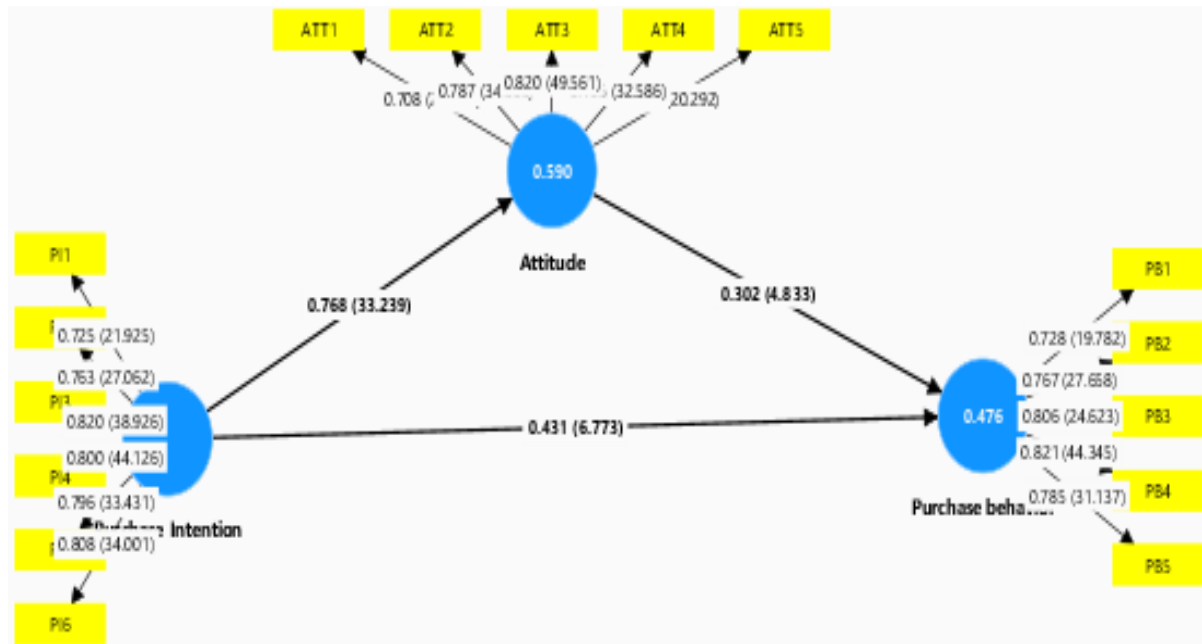 ATT1 ATT2 ATT3 ATT4 ATT5
0.708 0.787 (34 0.820 (49.561) (32.586) 20.292)
0.590
Attitude
PI1
0.768 (33.239)
0.302 (4.833)
PB1
0.725 (21.925)
0.728 (19.782)
PB2
0.763 (27.062)
0.767 (27.658)
PI3
0.820 (38.926)
0.431 (6.773)
0.476
0.806 (24.623)
PB3
0.800 (44.126)
0.821 (44.345)
PI4
PB4
0.796 (33.431)
0.785 (31.137)
Purchase Intention
Purchase
0.808 (34.001)
PB5
PI6